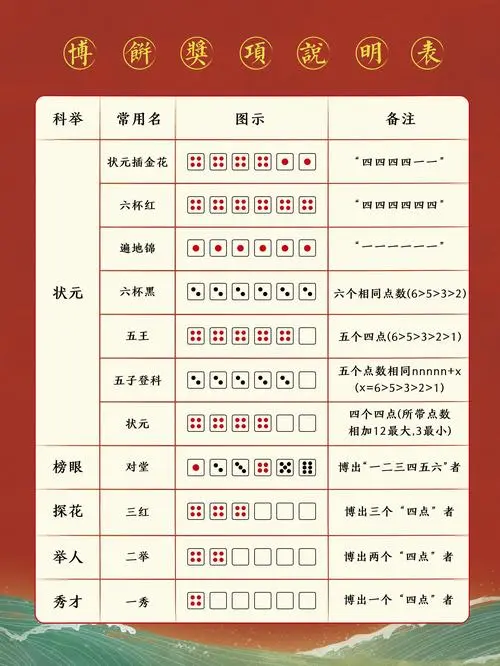 博餅獎項說明表
科举 常用名 图示 备注
状元
状元插金花 “四四四四一一”
六杯红 “四四四四四四”
遍地锦 “一一一一一一”
六杯黑 六个相同点数(6>5>3>2)
五王 五个四点(6>5>3>2>1)
五子登科 五个点数相同nnnnn+x
(x=6>5>3>2>1)
状元 四个四点(所带点数
相加12最大,3最小)
榜眼 对堂 博出“一二三四五六”者
探花 三红 博出三个“四点”者
举人 二举 博出两个“四点”者
秀才 一秀 博出一个“四点”者